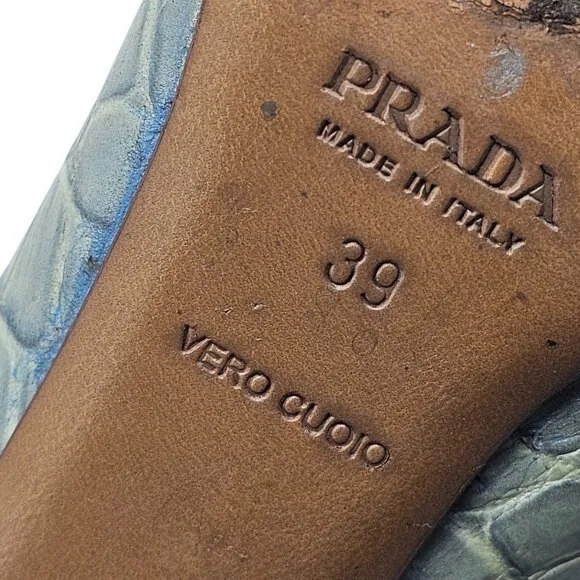 PRADA
MADE IN ITALY
39
VERO CUOIO